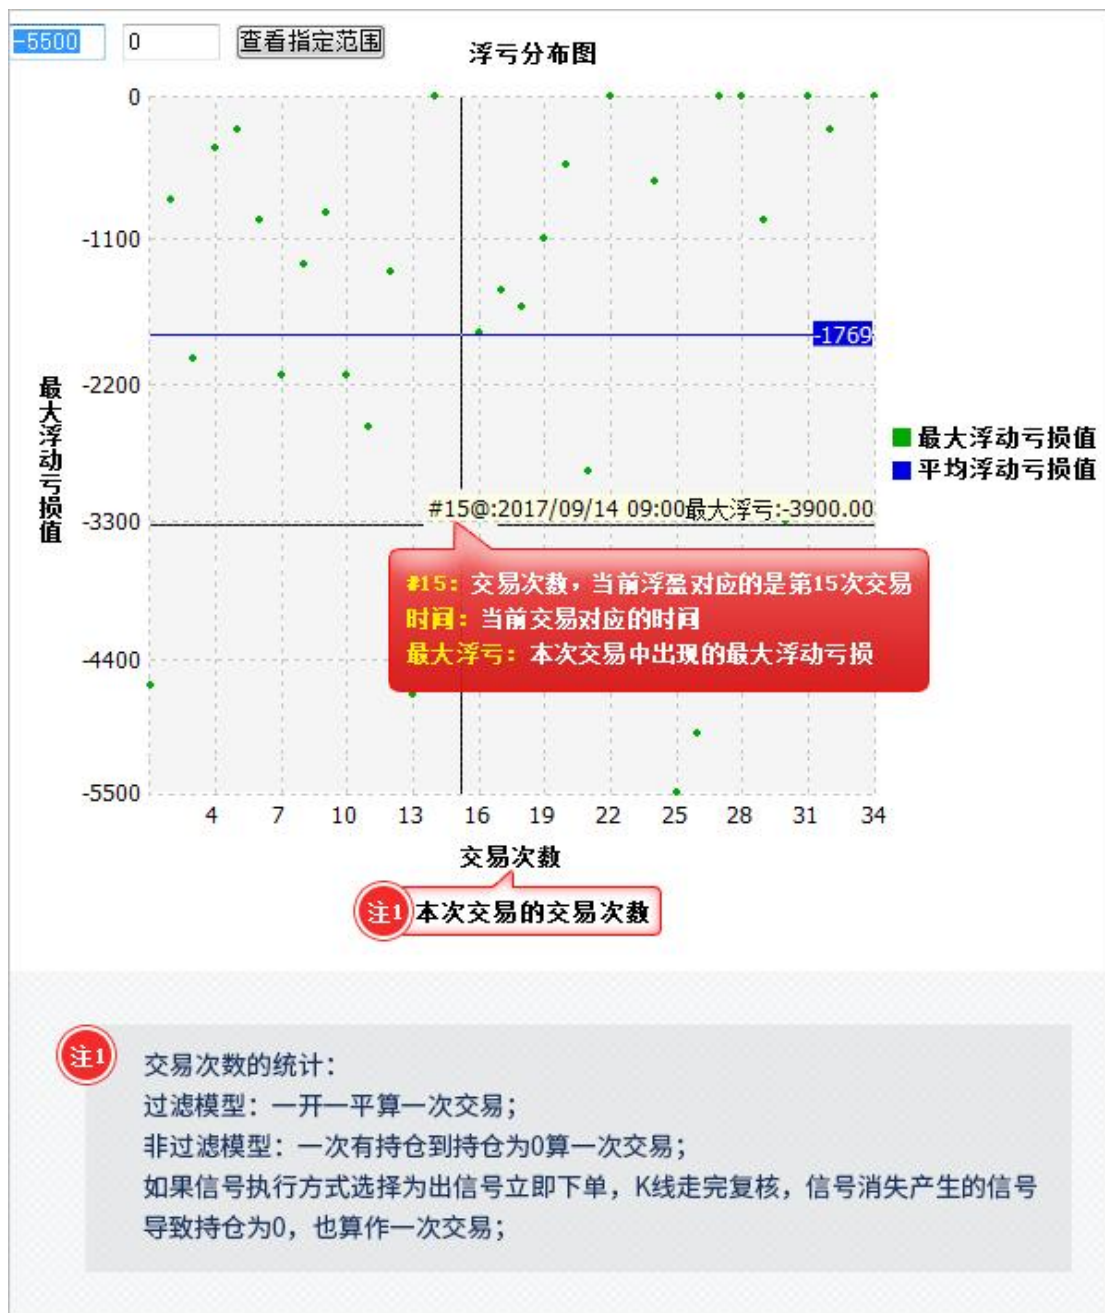 -5500 0 查看指定范围
浮亏分布图
0
-1100
-1769
-2200
最大浮动亏损值
最大浮动亏损值
平均浮动亏损值
-3300
#15@:2017/09/14 09:00最大浮亏:-3900.00
#15：交易次数，当前浮盈对应的是第15次交易
时间：当前交易对应的时间
最大浮亏：本次交易中出现的最大浮动亏损
-4400
-5500
4 7 10 13 16 19 22 25 28 31 34
交易次数
注1 本次交易的交易次数
注1
交易次数的统计：
过滤模型：一开一平算一次交易；
非过滤模型：一次有持仓到持仓为0算一次交易；
如果信号执行方式选择为出信号立即下单，K线走完复核，信号消失产生的信号
导致持仓为0，也算作一次交易；